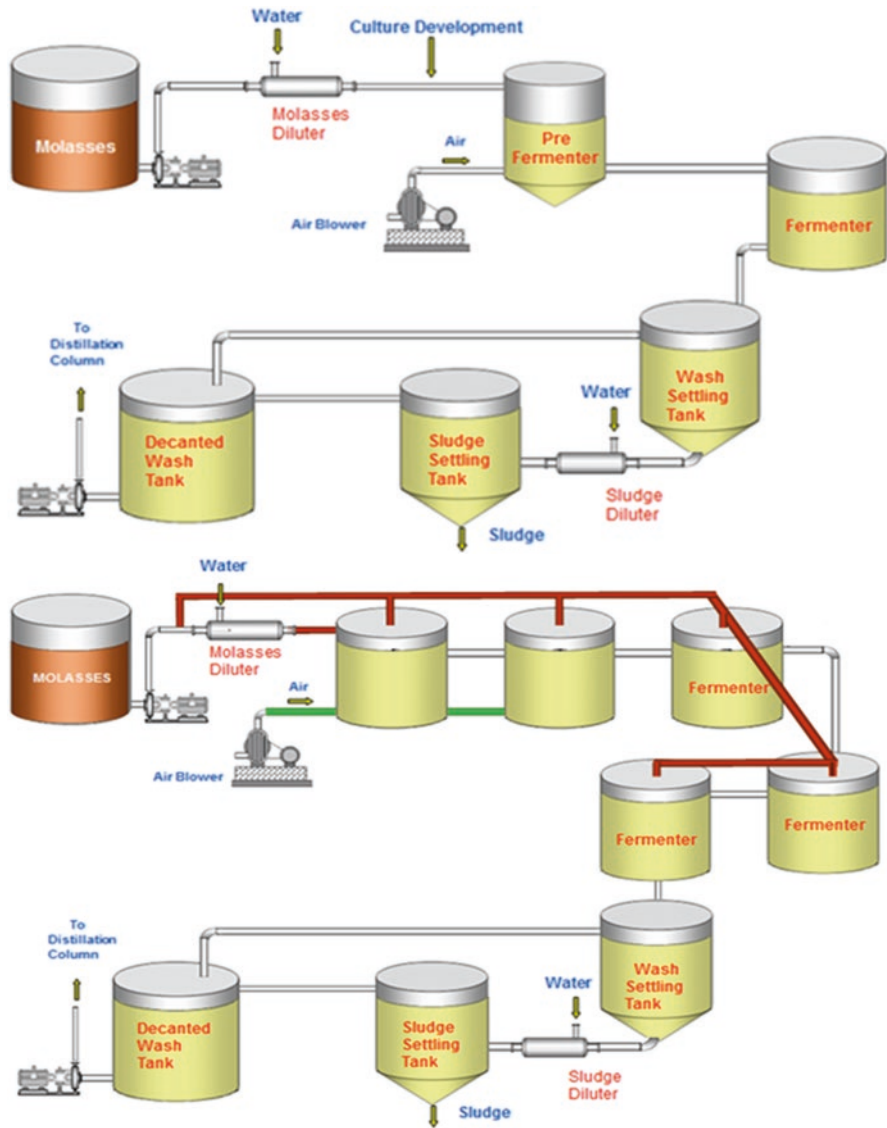 Water
Culture Development
Molasses
Molasses
Diluter
Pre
Fermenter
Air
Air Blower
Fermenter
To
Distillation
Column
Wash
Settling
Tank
Water
Decanted
Wash
Tank
Sludge
Settling
Tank
Sludge
Diluter
Sludge
Water
MOLASSES
Molasses
Diluter
Air
Fermenter
Air Blower
Fermenter
Fermenter
To
Distillation
Column
Wash
Settling
Tank
Water
Decanted
Wash
Tank
Sludge
Settling
Tank
Sludge
Diluter
Sludge